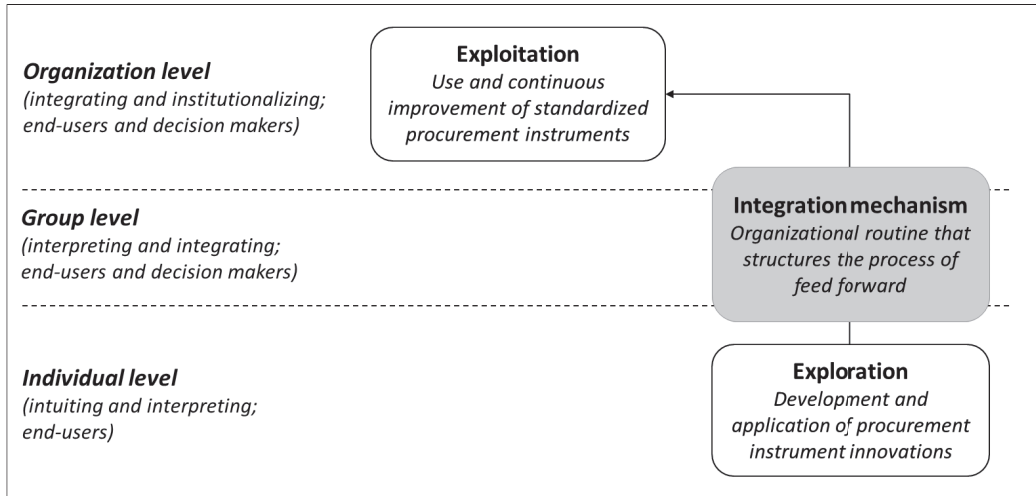 Organization level
(integrating and institutionalizing;
end-users and decision makers)
Exploitation
Use and continuous
improvement of standardized
procurement instruments
Group level
(interpreting and integrating;
end-users and decision makers)
Integration mechanism
Organizational routine that
structures the process of
feed forward
Individual level
(intuiting and interpreting;
end-users)
Exploration
Development and
application of procurement
instrument innovations